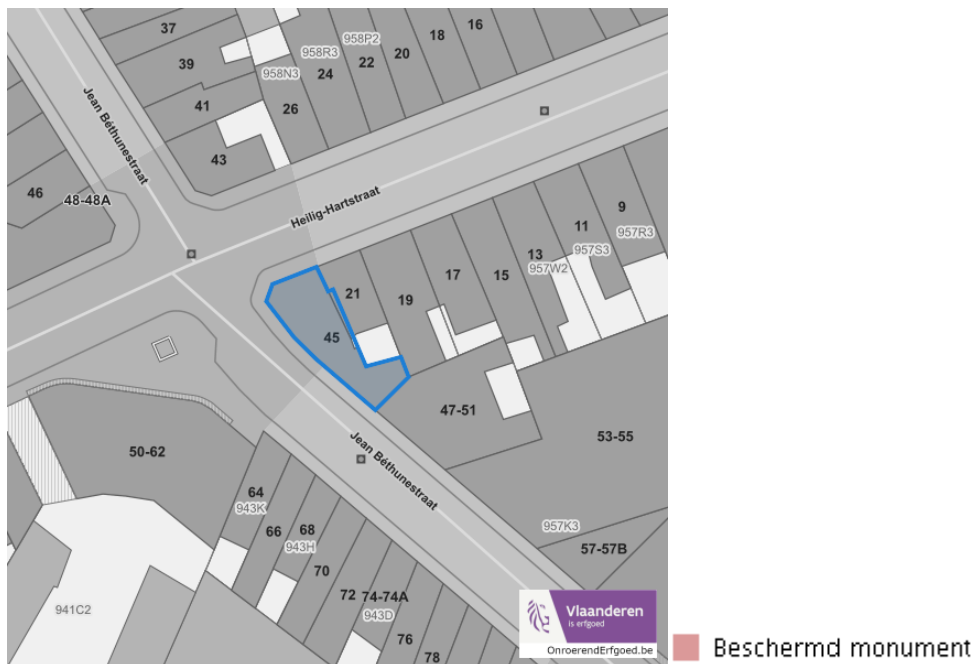 37
39
41
43
958N3
26
958R3
24
958P2
22
20
18
16
Jean Béthunestraat
46
48-48A
Heilig-Hartstraat
9
957R3
11
957S3
13
957W2
15
17
19
21
45
47-51
53-55
50-62
Jean Béthunestraat
64
943K
66
68
943H
70
72
74-74A
943D
76
78
957K3
57-57B
941C2
Vlaanderen
is erfgoed
OnroerendErfgoed.be
Beschermd monument